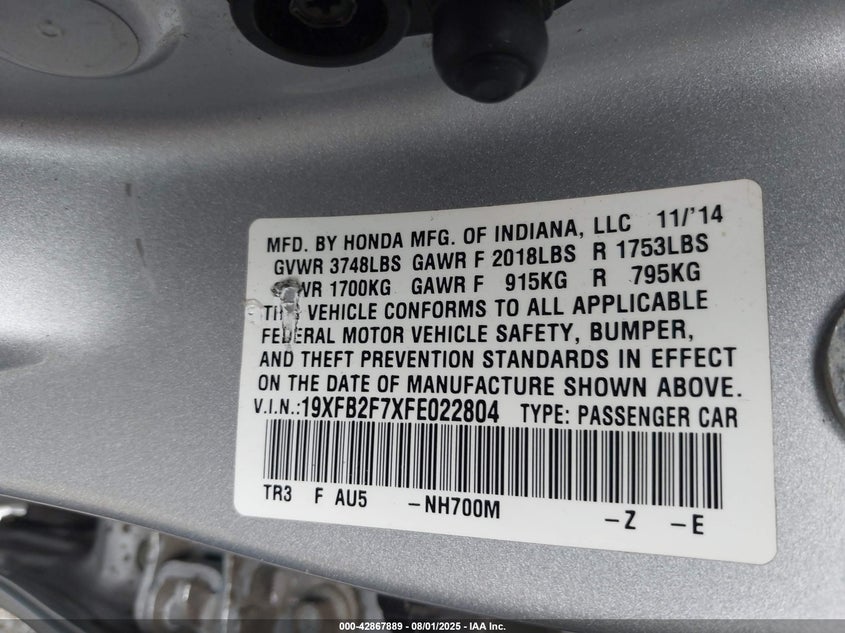 MFD. BY HONDA MFG. OF INDIANA, LLC 11/'14
GVWR 3748LBS GAWR F 2018LBS R 1753LBS
WR 1700KG GAWR F 915KG R 795KG
THIS VEHICLE CONFORMS TO ALL APPLICABLE
FEDERAL MOTOR VEHICLE SAFETY, BUMPER,
AND THEFT PREVENTION STANDARDS IN EFFECT
ON THE DATE OF MANUFACTURE SHOWN ABOVE.
V.I.N.:19XFB2F7XFE022804 TYPE: PASSENGER CAR
TR3 F AU5 -NH700M -Z -E
000-42867889 - 08/01/2025 - IAA Inc.